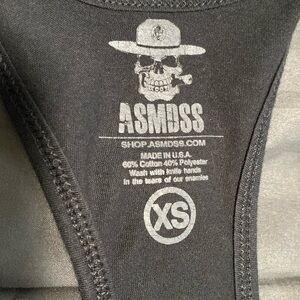 ASMDSS
SHOP.ASMDSS.COM
MADE IN U.S.A.
60% Cotton 40% Polyester
Wash with knife hands
In the tears of our enemies
XS